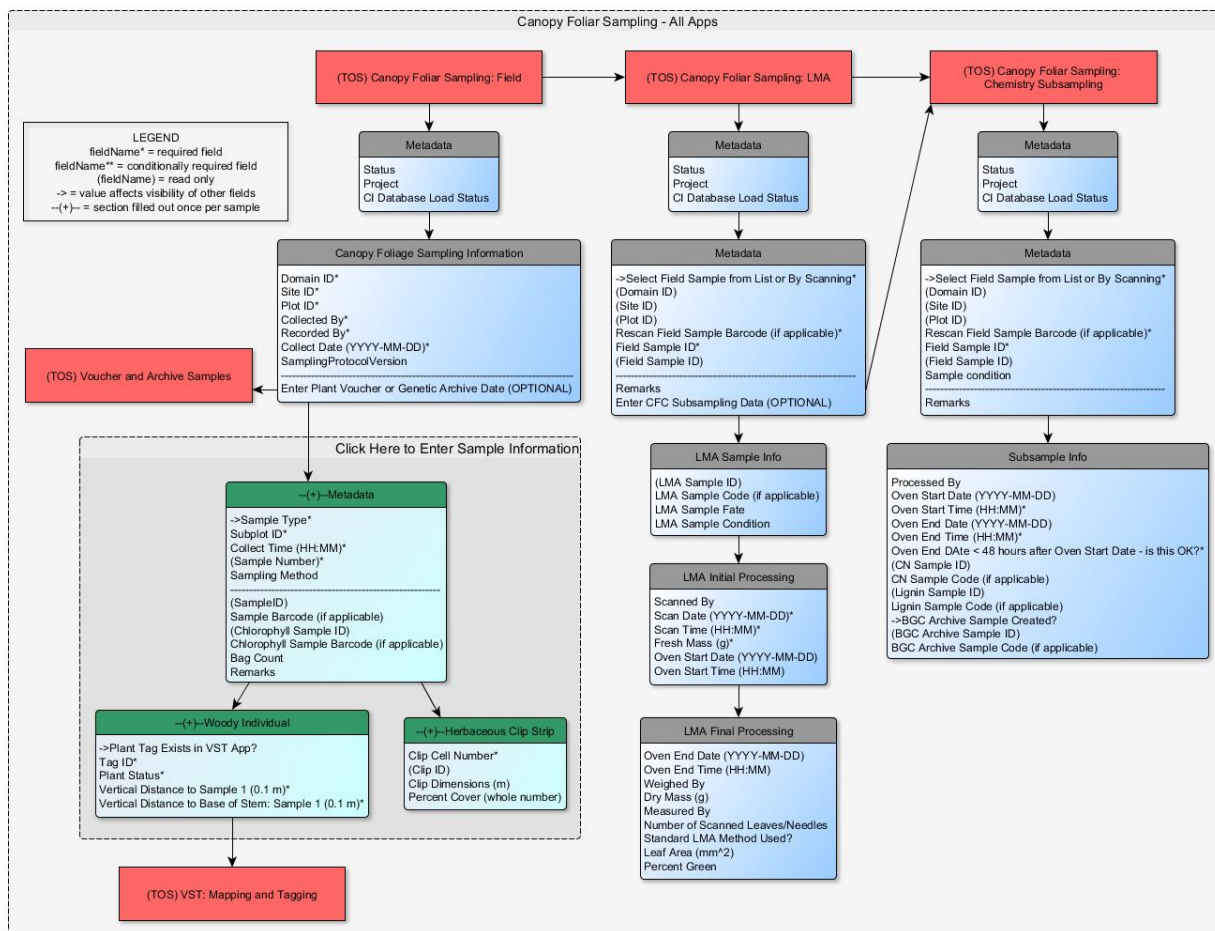 Canopy Foliar Sampling - All Apps
(TOS) Canopy Foliar Sampling: Field
(TOS) Canopy Foliar Sampling: LMA
(TOS) Canopy Foliar Sampling:
Chemistry Subsampling
LEGEND
fieldName* = required field
fieldName** = conditionally required field
(fieldName) = read only
-> = value affects visibility of other fields
--(+)-- = section filled out once per sample
Metadata
Status
Project
CI Database Load Status
Metadata
Status
Project
CI Database Load Status
Metadata
Status
Project
CI Database Load Status
Canopy Foliage Sampling Information
Domain ID*
Site ID*
Plot ID*
Collected By*
Recorded By*
Collect Date (YYYY-MM-DD)*
SamplingProtocolVersion
Enter Plant Voucher or Genetic Archive Date (OPTIONAL)
Metadata
->Select Field Sample from List or By Scanning*
(Domain ID)
(Site ID)
(Plot ID)
Rescan Field Sample Barcode (if applicable)*
Field Sample ID*
(Field Sample ID)
Remarks
Enter CFC Subsampling Data (OPTIONAL)
Metadata
->Select Field Sample from List or By Scanning*
(Domain ID)
(Site ID)
(Plot ID)
Rescan Field Sample Barcode (if applicable)*
Field Sample ID*
(Field Sample ID)
Sample condition
Remarks
(TOS) Voucher and Archive Samples
Click Here to Enter Sample Information
--(+)--Metadata
->Sample Type*
Subplot ID*
Collect Time (HH:MM)*
(Sample Number)*
Sampling Method
(SampleID)
Sample Barcode (if applicable)
(Chlorophyll Sample ID)
Chlorophyll Sample Barcode (if applicable)
Bag Count
Remarks
--(+)--Woody Individual
->Plant Tag Exists in VST App?
Tag ID*
Plant Status*
Vertical Distance to Sample 1 (0.1 m)*
Vertical Distance to Base of Stem: Sample 1 (0.1 m)*
--(+)--Herbaceous Clip Strip
Clip Cell Number*
(Clip ID)
Clip Dimensions (m)
Percent Cover (whole number)
(TOS) VST: Mapping and Tagging
LMA Sample Info
(LMA Sample ID)
LMA Sample Code (if applicable)
LMA Sample Fate
LMA Sample Condition
LMA Initial Processing
Scanned By
Scan Date (YYYY-MM-DD)*
Scan Time (HH:MM)*
Fresh Mass (g)*
Oven Start Date (YYYY-MM-DD)
Oven Start Time (HH:MM)
LMA Final Processing
Oven End Date (YYYY-MM-DD)
Oven End Time (HH:MM)
Weighed By
Dry Mass (g)
Measured By
Number of Scanned Leaves/Needles
Standard LMA Method Used?
Leaf Area (mm^2)
Percent Green
Subsample Info
Processed By
Oven Start Date (YYYY-MM-DD)
Oven Start Time (HH:MM)*
Oven End Date (YYYY-MM-DD)
Oven End Time (HH:MM)*
Oven End DAte < 48 hours after Oven Start Date - is this OK?*
(CN Sample ID)
CN Sample Code (if applicable)
(Lignin Sample ID)
Lignin Sample Code (if applicable)
->BGC Archive Sample Created?
(BGC Archive Sample ID)
BGC Archive Sample Code (if applicable)